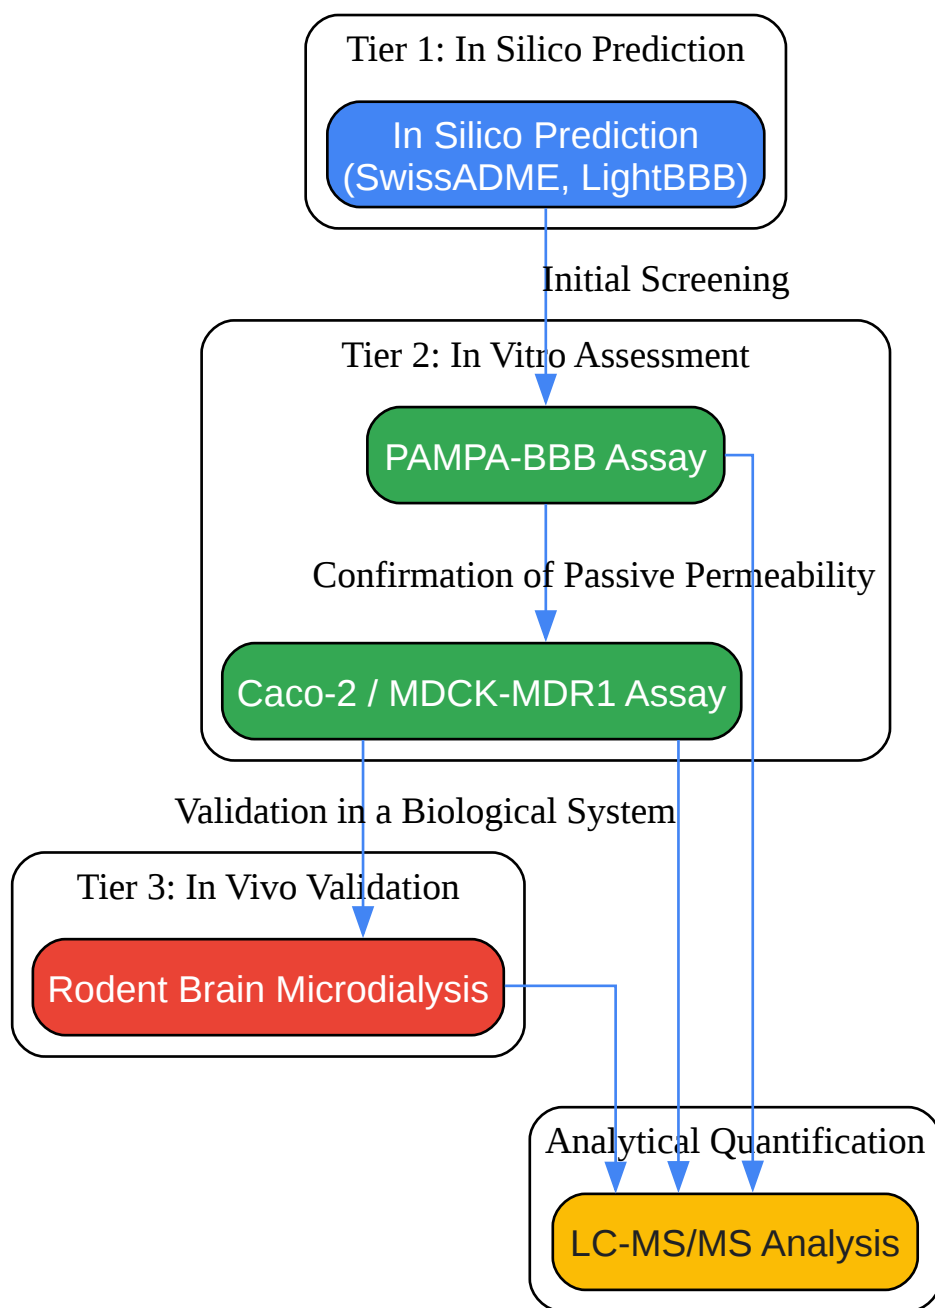 Tier 1: In Silico Prediction
In Silico Prediction
(SwissADME, LightBBB)
Initial Screening
Tier 2: In Vitro Assessment
PAMPA-BBB Assay
Confirmation of Passive Permeability
Caco-2 / MDCK-MDR1 Assay
Validation in a Biological System
Tier 3: In Vivo Validation
Rodent Brain Microdialysis
Analytical Quantification
LC-MS/MS Analysis